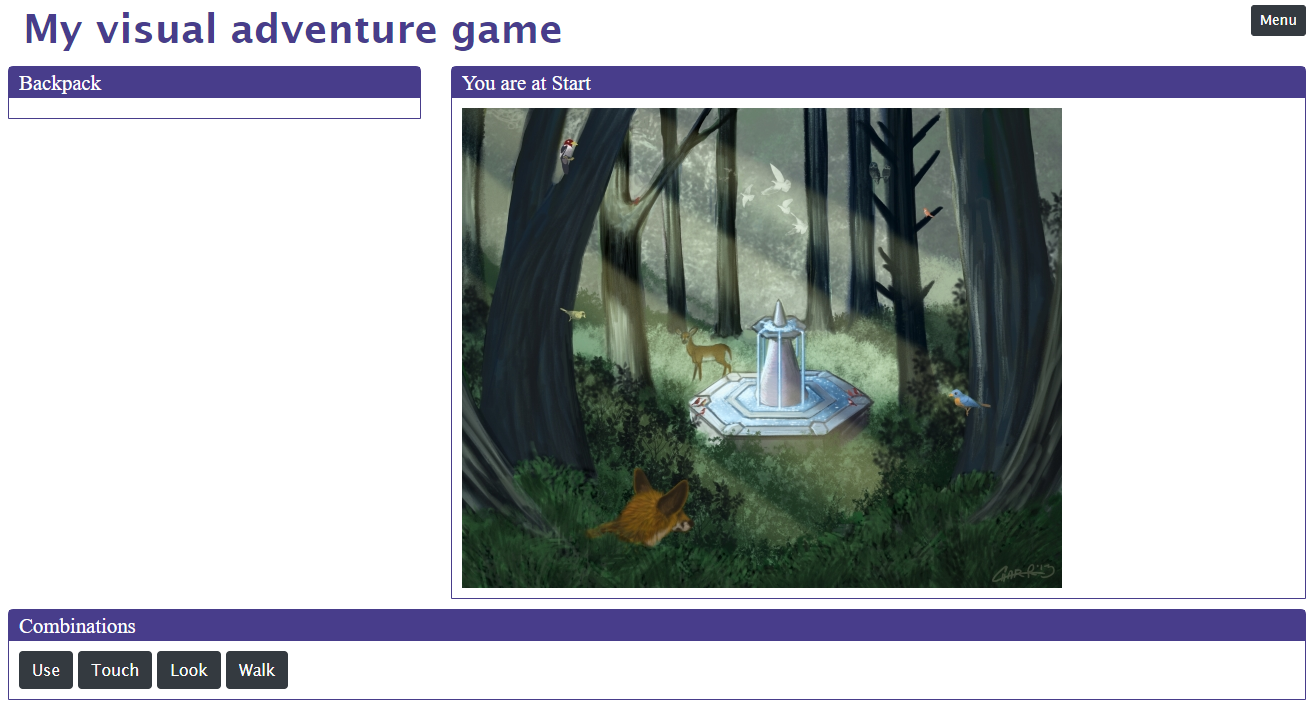 My visual adventure game
Menu
Backpack
You are at Start
Combinations
Use
Touch
Look
Walk